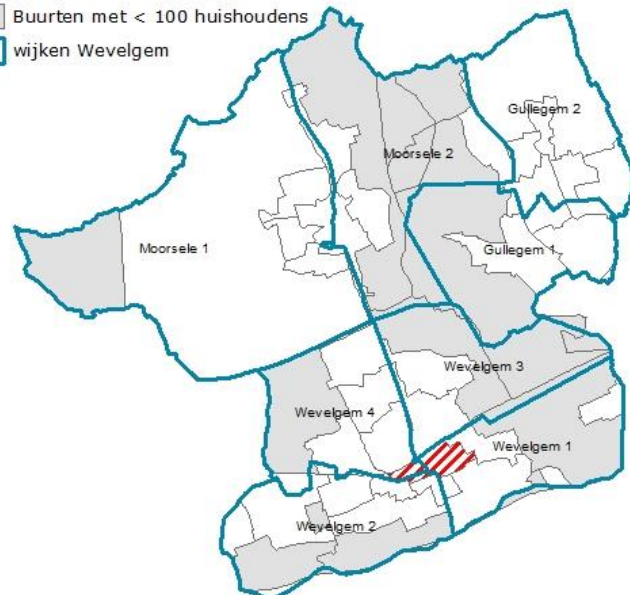 Buurten met < 100 huishoudens
wijken Wevelgem
Gullegem 2
Moorsele 2
Moorsele 1
Gullegem 1
Wevelgem 3
Wevelgem 4
Wevelgem 1
Wevelgem 2